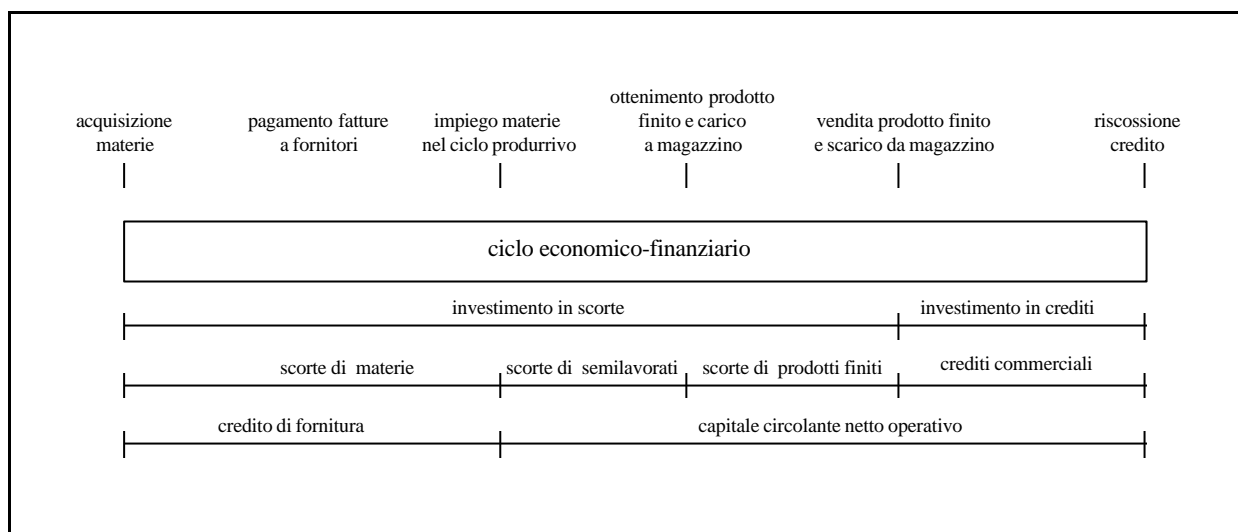 acquisizione
materie
pagamento fatture
a fornitori
impiego materie
nel ciclo produrrivo
ottenimento prodotto
finito e carico
a magazzino
vendita prodotto finito
e scarico da magazzino
riscossione
credito
ciclo economico-finanziario
investimento in scorte
investimento in crediti
scorte di materie
scorte di semilavorati
scorte di prodotti finiti
crediti commerciali
credito di fornitura
capitale circolante netto operativo